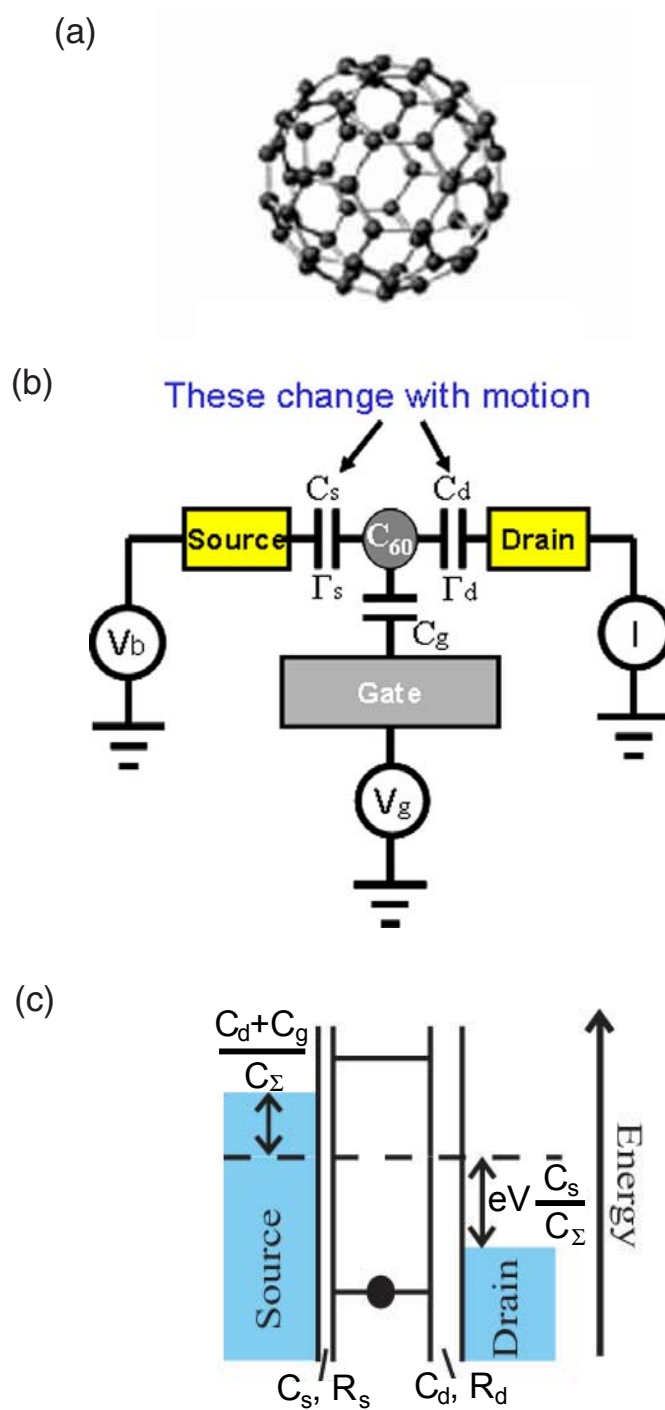 (a)
(b)
These change with motion
Cs Cd
Source C60 Drain
Γs Γd
Vb Cg I
Gate
Vg
(c)
Cd+Cg
CΣ
Energy
eV Cs
CΣ
Source
Drain
Cs, Rs Cd, Rd